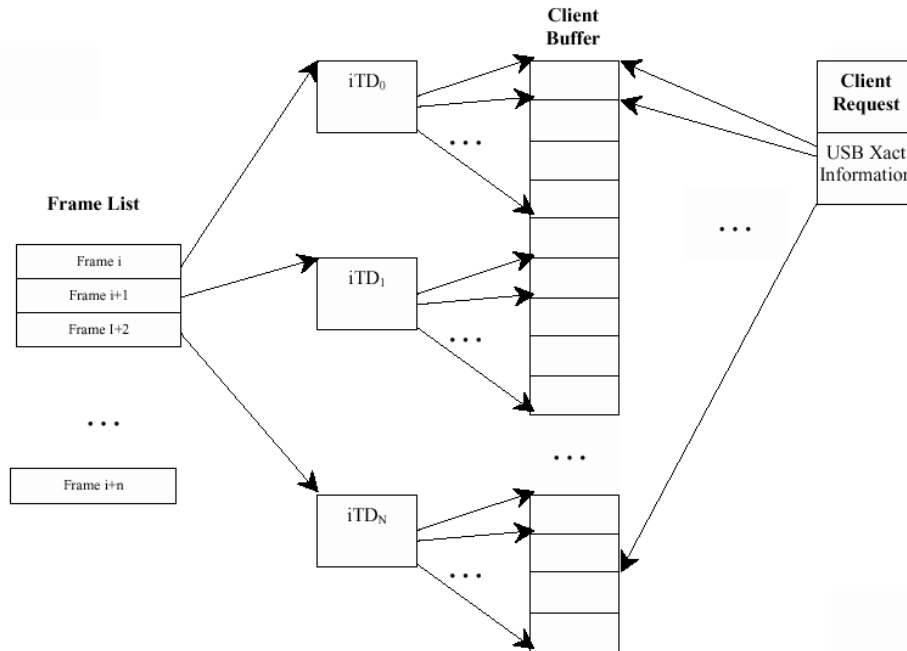 Client
Buffer
iTD₀
Client
Request
USB Xact
Information
• • •
Frame List
Frame i
Frame i+1
Frame I+2
iTD₁
• • •
• • •
• • •
• • •
Frame i+n
iTDN
• • •